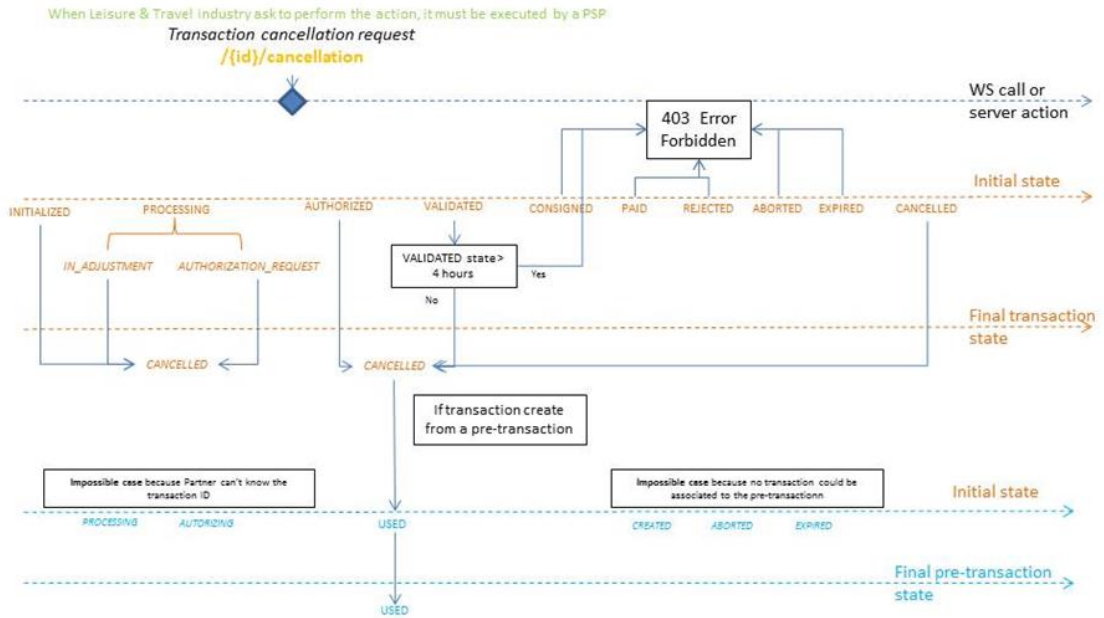 When Leisure & Travel industry ask to perform the action, it must be executed by a PSP
Transaction cancellation request
/{id}/cancellation
WS call or
server action
403 Error
Forbidden
Initial state
INITIALIZED
PROCESSING
AUTHORIZED
VALIDATED
CONSIGNED
PAID
REJECTED
ABORTED
EXPIRED
CANCELLED
IN_ADJUSTMENT
AUTHORIZATION_REQUEST
VALIDATED state>
4 hours
Yes
No
Final transaction
state
CANCELLED
CANCELLED
If transaction create
from a pre-transaction
Impossible case because Partner can't know the
transaction ID
Impossible case because no transaction could be
associated to the pre-transactionn
Initial state
PROCESSING
AUTORIZING
USED
CREATED
ABORTED
EXPIRED
Final pre-transaction
state
USED